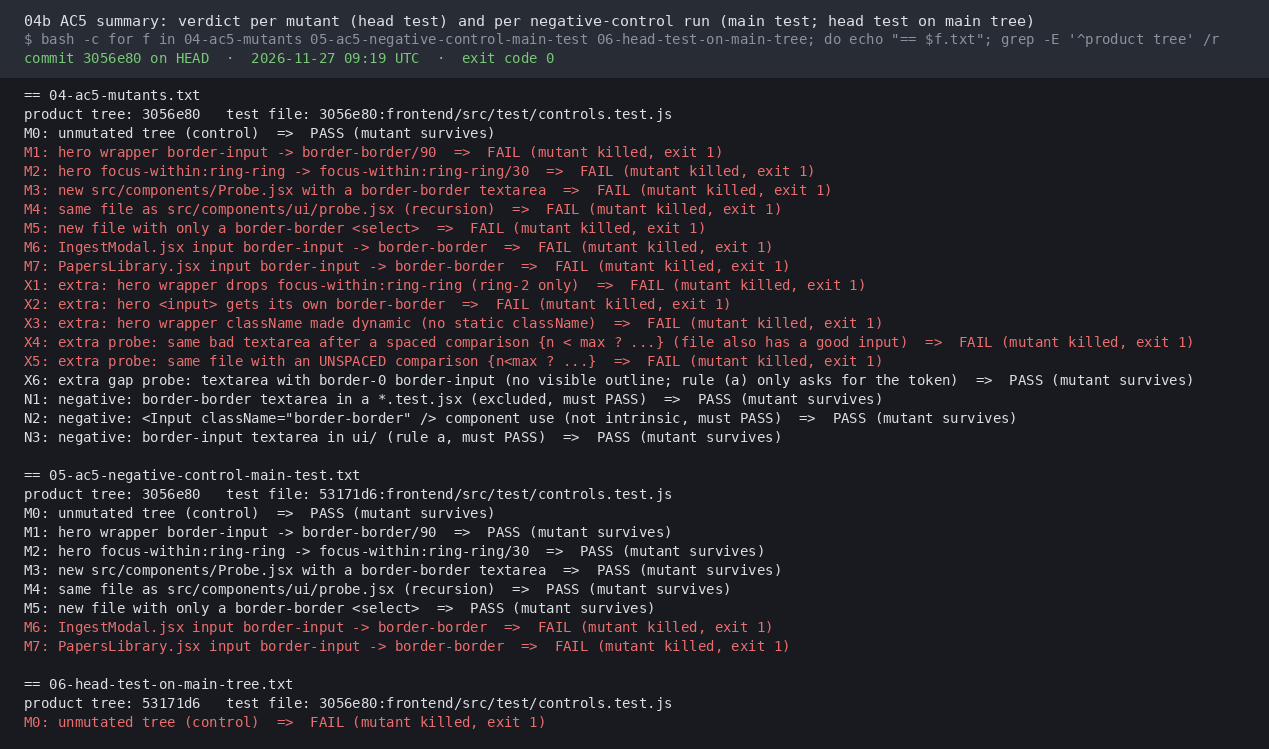 04b AC5 summary: verdict per mutant (head test) and per negative-control run (main test; head test on main tree)
$ bash -c for f in 04-ac5-mutants 05-ac5-negative-control-main-test 06-head-test-on-main-tree; do echo "== $f.txt"; grep -E '^product tree' /r
commit 3056e80 on HEAD · 2026-11-27 09:19 UTC · exit code 0
== 04-ac5-mutants.txt
product tree: 3056e80 test file: 3056e80:frontend/src/test/controls.test.js
M0: unmutated tree (control) => PASS (mutant survives)
M1: hero wrapper border-input -> border-border/90 => FAIL (mutant killed, exit 1)
M2: hero focus-within:ring-ring -> focus-within:ring-ring/30 => FAIL (mutant killed, exit 1)
M3: new src/components/Probe.jsx with a border-border textarea => FAIL (mutant killed, exit 1)
M4: same file as src/components/ui/probe.jsx (recursion) => FAIL (mutant killed, exit 1)
M5: new file with only a border-border <select> => FAIL (mutant killed, exit 1)
M6: IngestModal.jsx input border-input -> border-border => FAIL (mutant killed, exit 1)
M7: PapersLibrary.jsx input border-input -> border-border => FAIL (mutant killed, exit 1)
X1: extra: hero wrapper drops focus-within:ring-ring (ring-2 only) => FAIL (mutant killed, exit 1)
X2: extra: hero <input> gets its own border-border => FAIL (mutant killed, exit 1)
X3: extra: hero wrapper className made dynamic (no static className) => FAIL (mutant killed, exit 1)
X4: extra probe: same bad textarea after a spaced comparison {n < max ? ...} (file also has a good input) => FAIL (mutant killed, exit 1)
X5: extra probe: same file with an UNSPACED comparison {n<max ? ...} => FAIL (mutant killed, exit 1)
X6: extra gap probe: textarea with border-0 border-input (no visible outline; rule (a) only asks for the token) => PASS (mutant survives)
N1: negative: border-border textarea in a *.test.jsx (excluded, must PASS) => PASS (mutant survives)
N2: negative: <Input className="border-border" /> component use (not intrinsic, must PASS) => PASS (mutant survives)
N3: negative: border-input textarea in ui/ (rule a, must PASS) => PASS (mutant survives)
== 05-ac5-negative-control-main-test.txt
product tree: 3056e80 test file: 53171d6:frontend/src/test/controls.test.js
M0: unmutated tree (control) => PASS (mutant survives)
M1: hero wrapper border-input -> border-border/90 => PASS (mutant survives)
M2: hero focus-within:ring-ring -> focus-within:ring-ring/30 => PASS (mutant survives)
M3: new src/components/Probe.jsx with a border-border textarea => PASS (mutant survives)
M4: same file as src/components/ui/probe.jsx (recursion) => PASS (mutant survives)
M5: new file with only a border-border <select> => PASS (mutant survives)
M6: IngestModal.jsx input border-input -> border-border => FAIL (mutant killed, exit 1)
M7: PapersLibrary.jsx input border-input -> border-border => FAIL (mutant killed, exit 1)
== 06-head-test-on-main-tree.txt
product tree: 53171d6 test file: 3056e80:frontend/src/test/controls.test.js
M0: unmutated tree (control) => FAIL (mutant killed, exit 1)